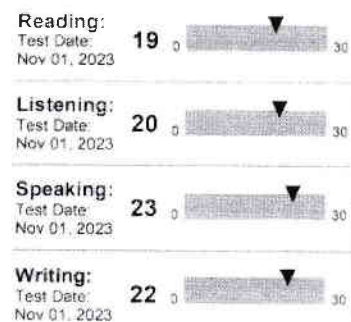 Reading:
Test Date:
Nov 01, 2023
19
0
30
Listening:
Test Date:
Nov 01, 2023
20
0
30
Speaking:
Test Date:
Nov 01, 2023
23
0
30
Writing:
Test Date:
Nov 01, 2023
22
0
30